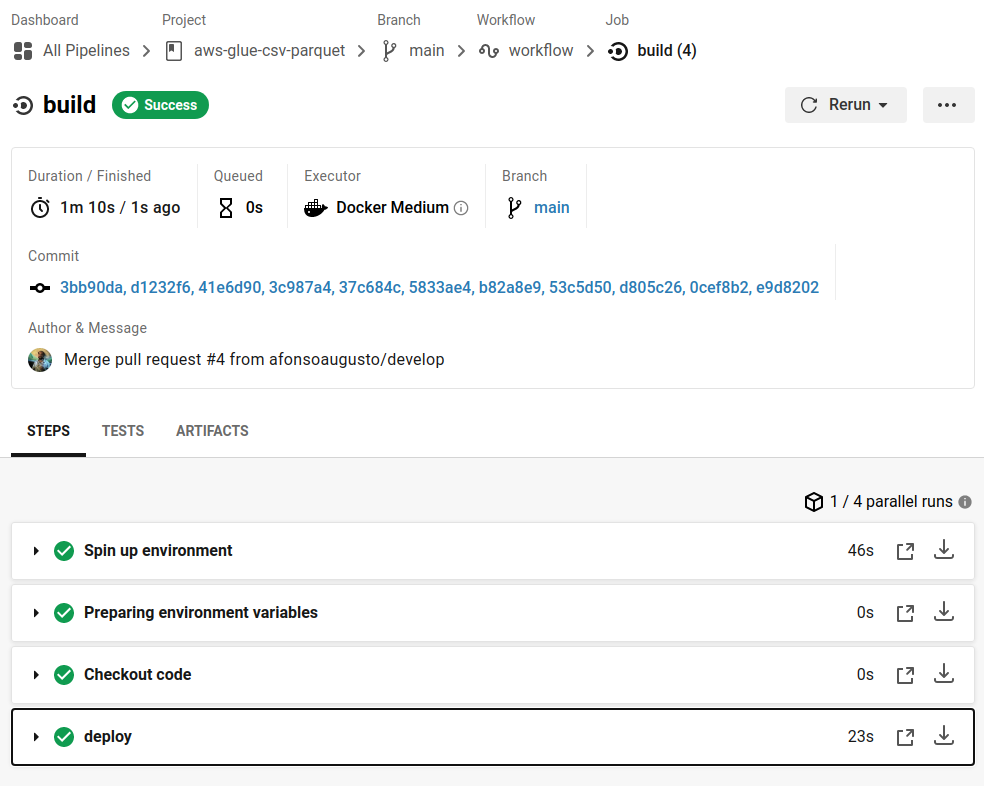 Dashboard Project Branch Workflow Job
All Pipelines aws-glue-csv-parquet main workflow build (4)
build Success Rerun
Duration / Finished Queued Executor Branch
1m 10s / 1s ago 0s Docker Medium main
Commit
3bb90da, d1232f6, 41e6d90, 3c987a4, 37c684c, 5833ae4, b82a8e9, 53c5d50, d805c26, 0cef8b2, e9d8202
Author & Message
Merge pull request #4 from afonsoaugusto/develop
STEPS TESTS ARTIFACTS
1 / 4 parallel runs
Spin up environment 46s
Preparing environment variables 0s
Checkout code 0s
deploy 23s